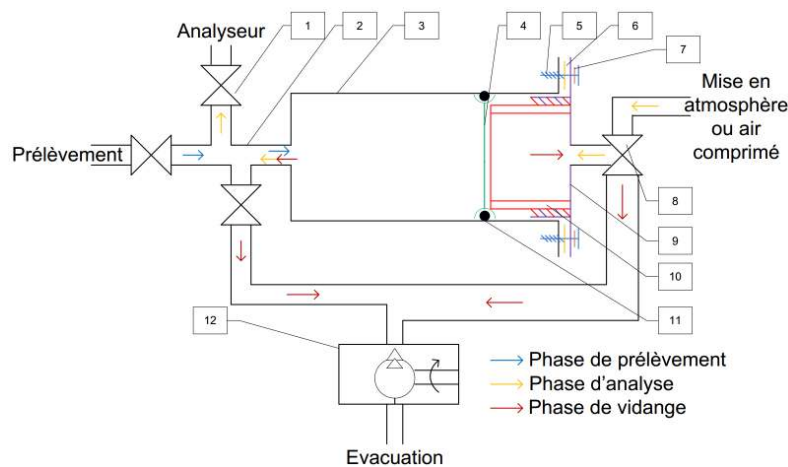 Analyseur
1
2
3
4
5
6
7
Mise en
atmosphère
ou air
comprimé
Prélèvement
8
9
10
11
12
Phase de prélèvement
Phase d'analyse
Phase de vidange
Evacuation